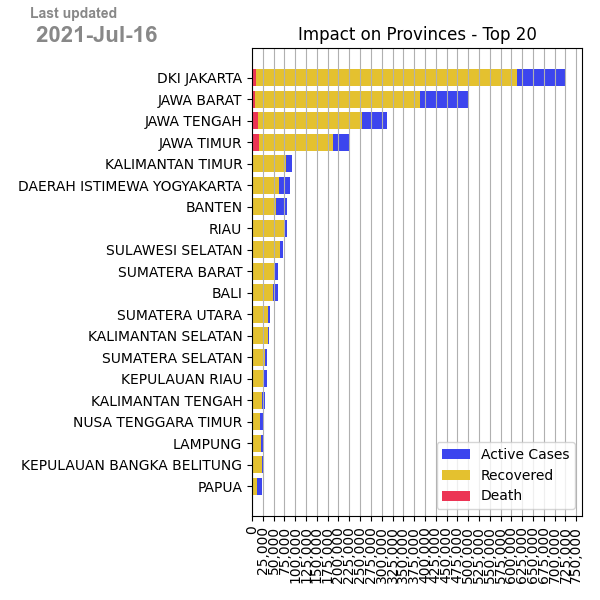 Last updated
2021-Jul-16
Impact on Provinces - Top 20
DKI JAKARTA
JAWA BARAT
JAWA TENGAH
JAWA TIMUR
KALIMANTAN TIMUR
DAERAH ISTIMEWA YOGYAKARTA
BANTEN
RIAU
SULAWESI SELATAN
SUMATERA BARAT
BALI
SUMATERA UTARA
KALIMANTAN SELATAN
SUMATERA SELATAN
KEPULAUAN RIAU
KALIMANTAN TENGAH
NUSA TENGGARA TIMUR
LAMPUNG
KEPULAUAN BANGKA BELITUNG
PAPUA
Active Cases
Recovered
Death
0
25,000
50,000
75,000
100,000
125,000
150,000
175,000
200,000
225,000
250,000
275,000
300,000
325,000
350,000
375,000
400,000
425,000
450,000
475,000
500,000
525,000
550,000
575,000
600,000
625,000
650,000
675,000
700,000
725,000
750,000